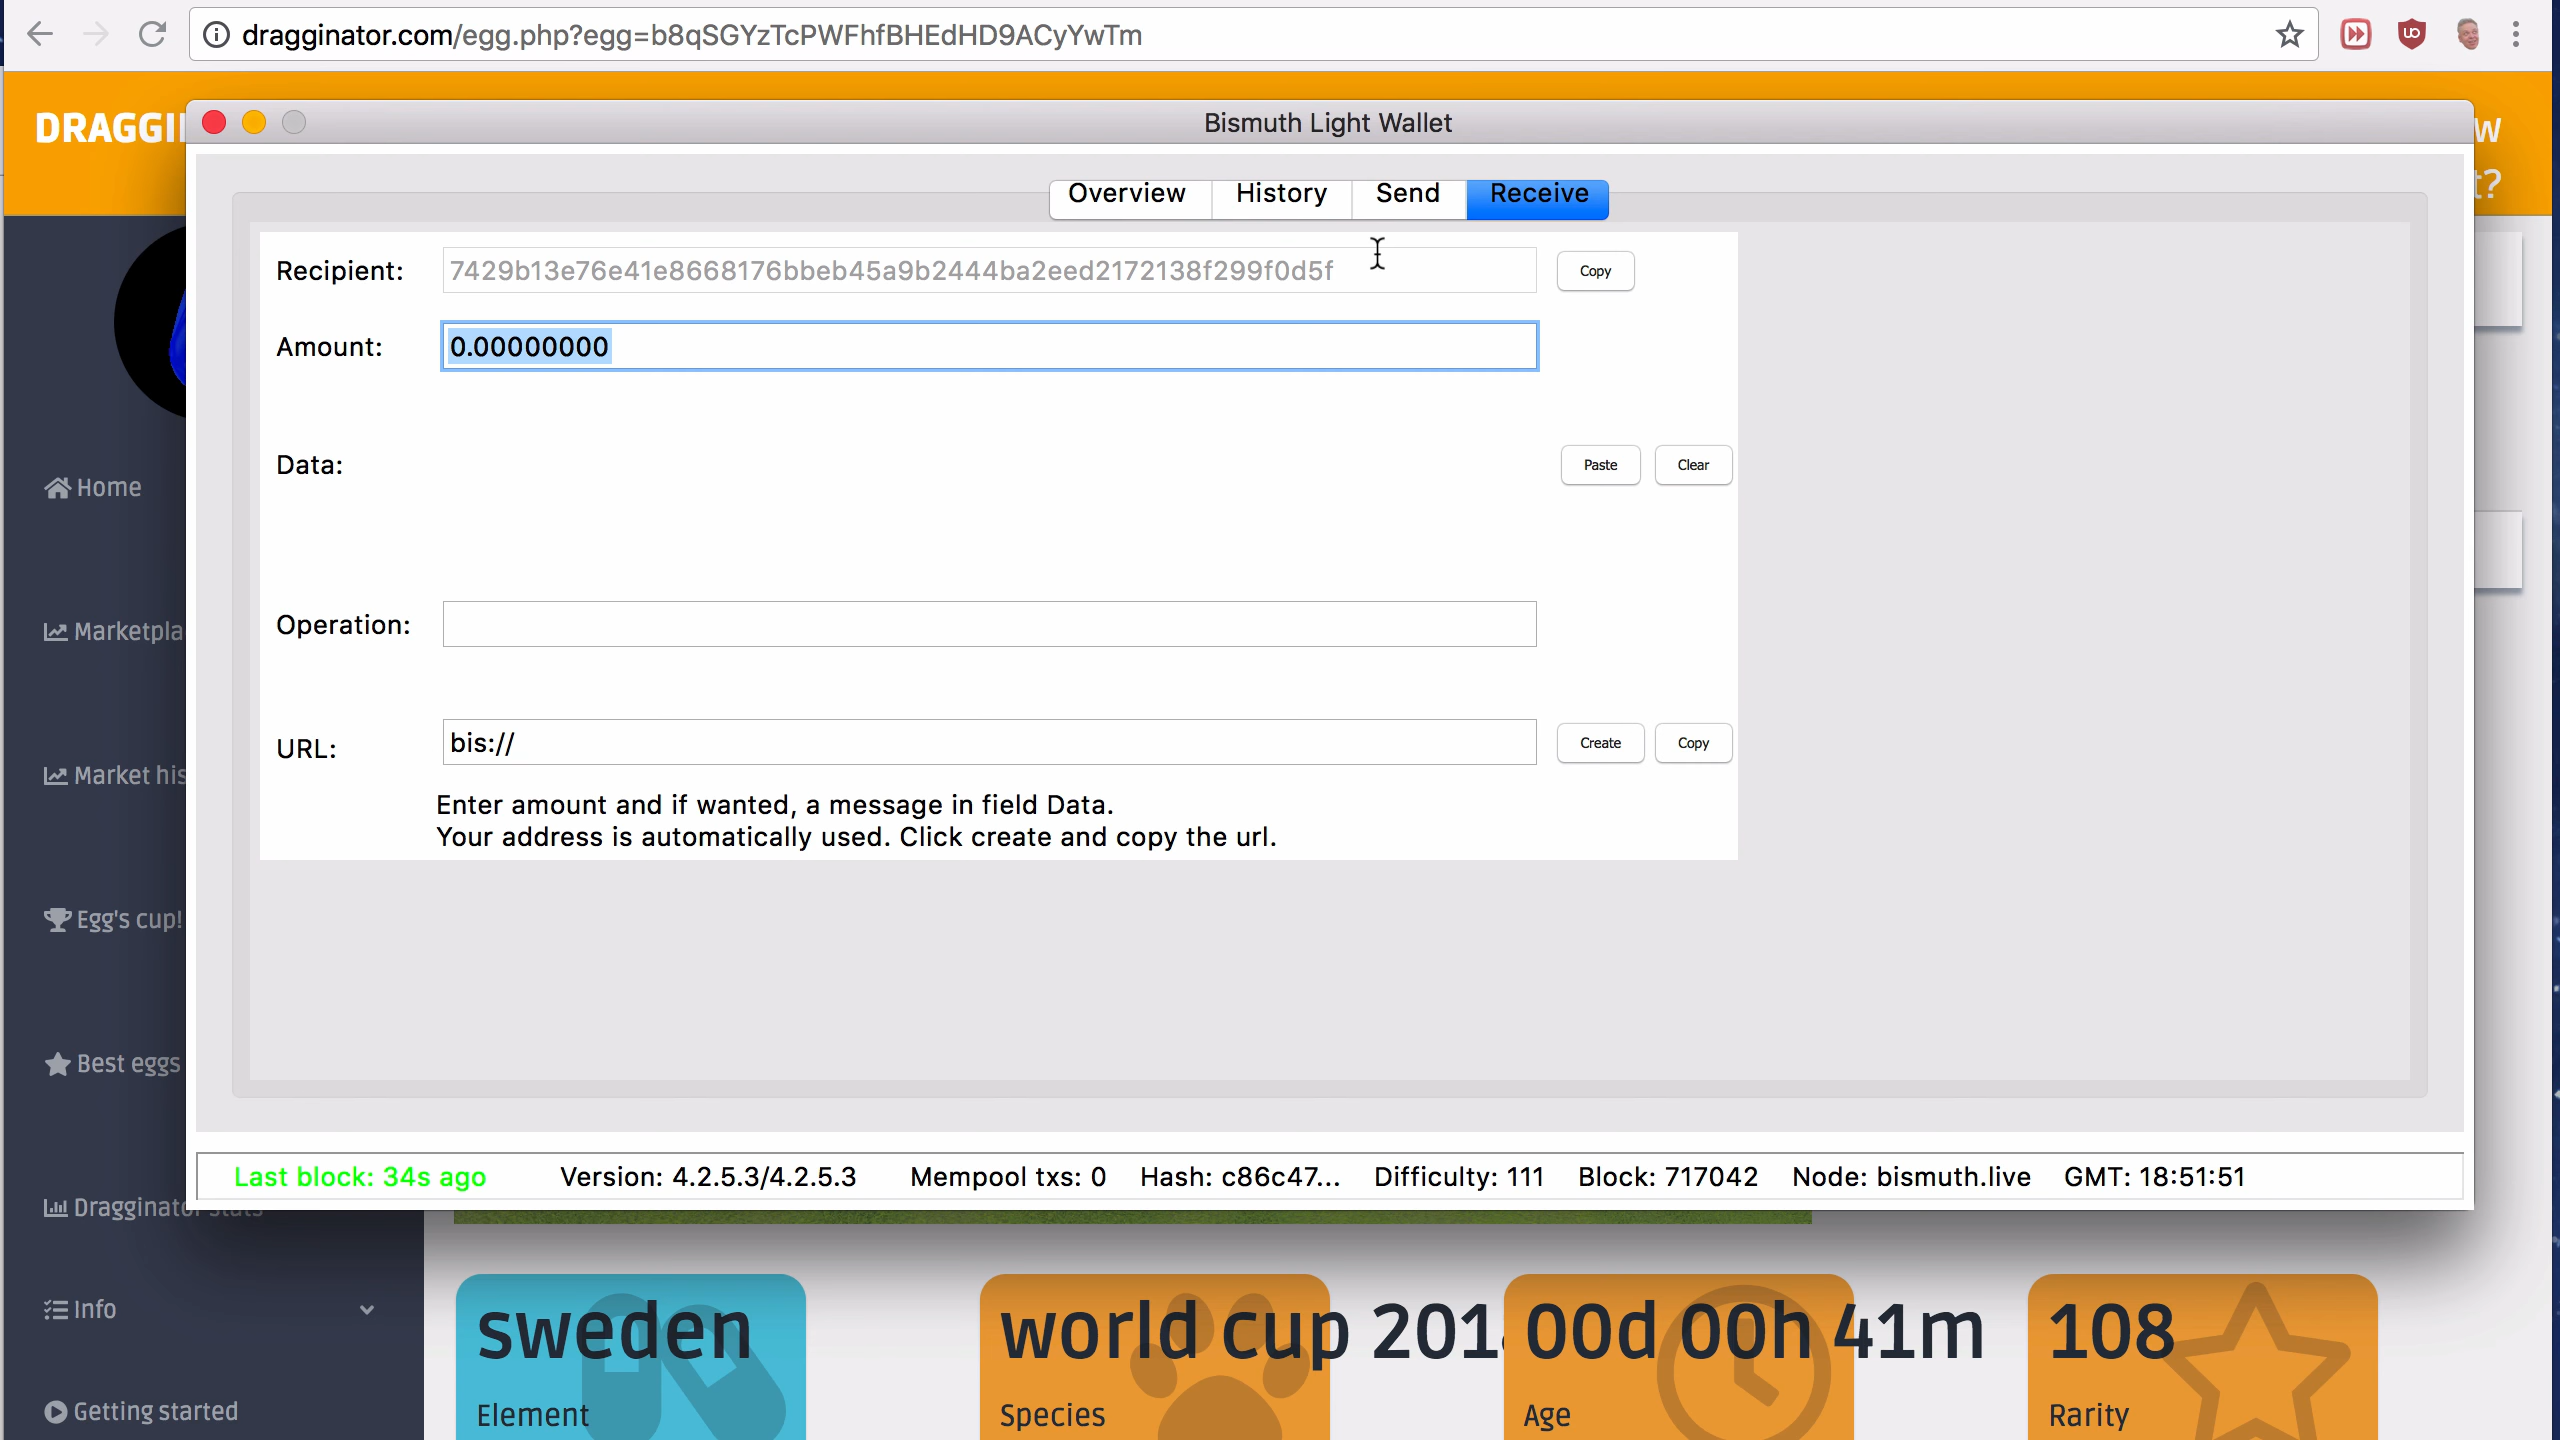 dragginator.com/egg.php?egg=b8qSGYzTcPWFhfBHEdHD9ACyYwTm
Bismuth Light Wallet
Overview History Send Receive
Recipient: 7429b13e76e41e8668176bbeb45a9b2444ba2eed2172138f299f0d5f Copy
Amount: 0.00000000
Data: Paste Clear
Operation:
URL: bis:// Create Copy
Enter amount and if wanted, a message in field Data.
Your address is automatically used. Click create and copy the url.
Last block: 34s ago Version: 4.2.5.3/4.2.5.3 Mempool txs: 0 Hash: c86c47... Difficulty: 111 Block: 717042 Node: bismuth.live GMT: 18:51:51
Home
Egg's cup!
Best eggs
Info
Getting started
sweden
Element
world cup
Species
00d 00h 41m
Age
108
Rarity